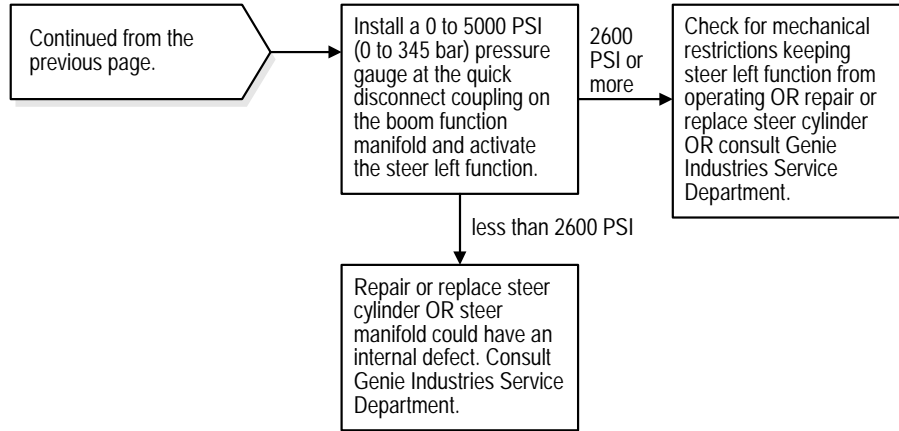 Continued from the
previous page.
Install a 0 to 5000 PSI
(0 to 345 bar) pressure
gauge at the quick
disconnect coupling on
the boom function
manifold and activate
the steer left function.
2600
PSI or
more
Check for mechanical
restrictions keeping
steer left function from
operating OR repair or
replace steer cylinder
OR consult Genie
Industries Service
Department.
less than 2600 PSI
Repair or replace steer
cylinder OR steer
manifold could have an
internal defect. Consult
Genie Industries Service
Department.